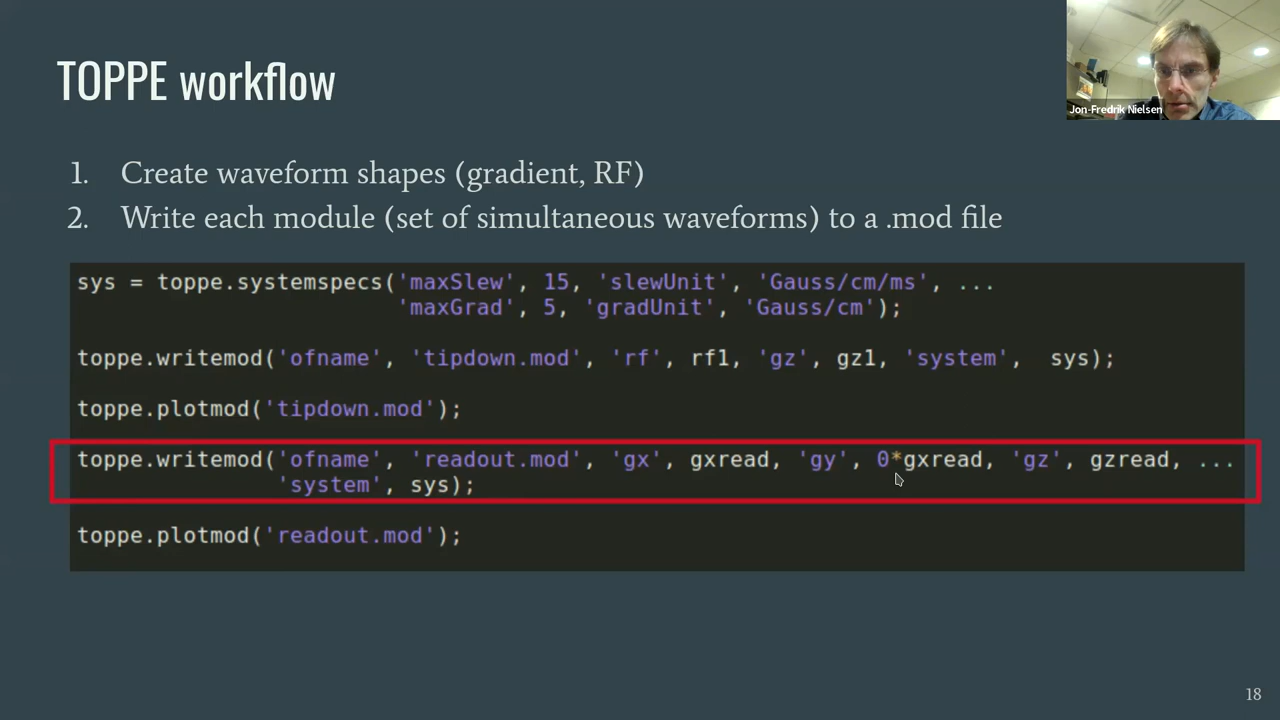 TOPPE workflow
Jon-Fredrik Nielsen
1. Create waveform shapes (gradient, RF)
2. Write each module (set of simultaneous waveforms) to a .mod file
sys = toppe.systemspecs('maxSlew', 15, 'slewUnit', 'Gauss/cm/ms', ...
'maxGrad', 5, 'gradUnit', 'Gauss/cm');
toppe.writemod('ofname', 'tipdown.mod', 'rf', rf1, 'gz', gz1, 'system', sys);
toppe.plotmod('tipdown.mod');
toppe.writemod('ofname', 'readout.mod', 'gx', gxread, 'gy', 0*gxread, 'gz', gzread, ...
'system', sys);
toppe.plotmod('readout.mod');
18